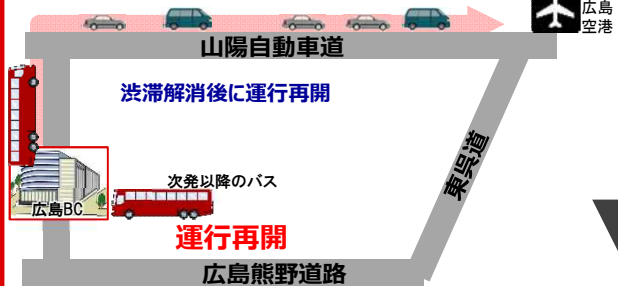 広島
空港
山陽自動車道
渋滞解消後に運行再開
東呉道
次発以降のバス
広島BC
運行再開
広島熊野道路